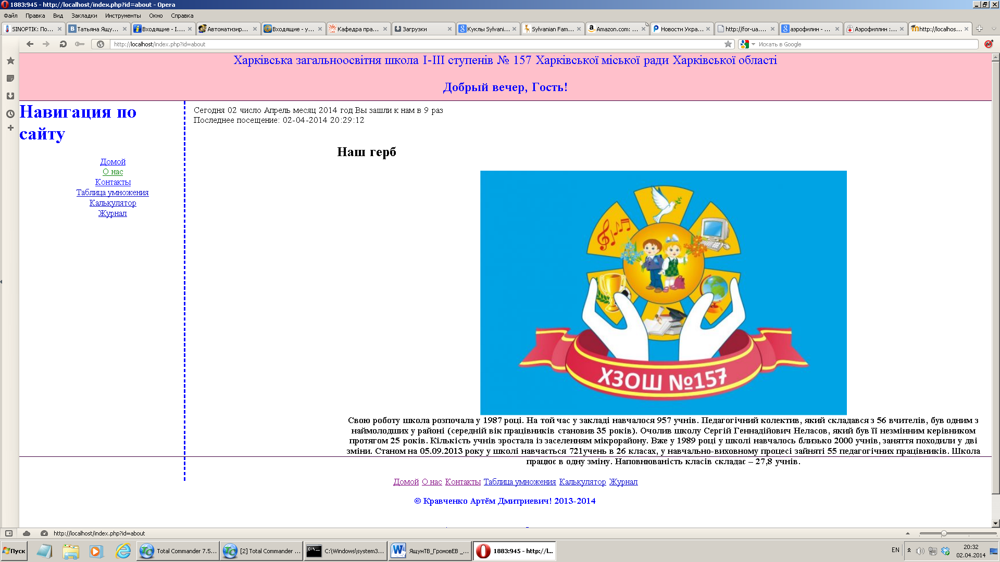 1883:945 - http://localhost/index.php?id=about - Opera
Файл Правка Вид Закладки Инструменты Окно Справка
SINOPTIK: По... Татьяна Ящу... Входящие - I.... Автоматизир... Входящие - у... Кафедра пра... Загрузки Куклы Sylvani... Sylvanian Fam... Amazon.com: ... Новости Укра... http://for-ua.... аэрофилин - ... Аэрофиллин :... http://localhos...
http://localhost/index.php?id=about Искать в Google
Харківська загальноосвітня школа І-ІІІ ступенів № 157 Харківської міської ради Харківської області
Добрый вечер, Гость!
Навигация по
сайту
Домой
О нас
Контакты
Таблица умножения
Калькулятор
Журнал
Сегодня 02 число Апрель месяц 2014 год Вы зашли к нам в 9 раз
Последнее посещение: 02-04-2014 20:29:12
Наш герб
ХЗОШ №157
Свою роботу школа розпочала у 1987 році. На той час у закладі навчалося 957 учнів. Педагогічний колектив, який складався з 56 вчителів, був одним з
наймолодших у районі (середній вік працівників становив 35 років). Очолив школу Сергій Геннадійович Неласов, який був її незмінним керівником
протягом 25 років. Кількість учнів зростала із заселенням мікрорайону. Вже у 1989 році у школі навчалось близько 2000 учнів, заняття походили у дві
зміни. Станом на 05.09.2013 року у школі навчається 721учень в 26 класах, у навчально-виховному процесі зайняті 55 педагогічних працівників. Школа
працює в одну зміну. Наповнюваність класів складає – 27,8 учнів.
Домой О нас Контакты Таблица умножения Калькулятор Журнал
© Кравченко Артём Дмитриевич! 2013-2014
http://localhost/index.php?id=about
Пуск Total Commander 7.5... [2] Total Commander ... C:\Windows\system3... ЯщунТВ_ГромовЕВ _... 1883:945 - http://l... EN 20:32
02.04.2014